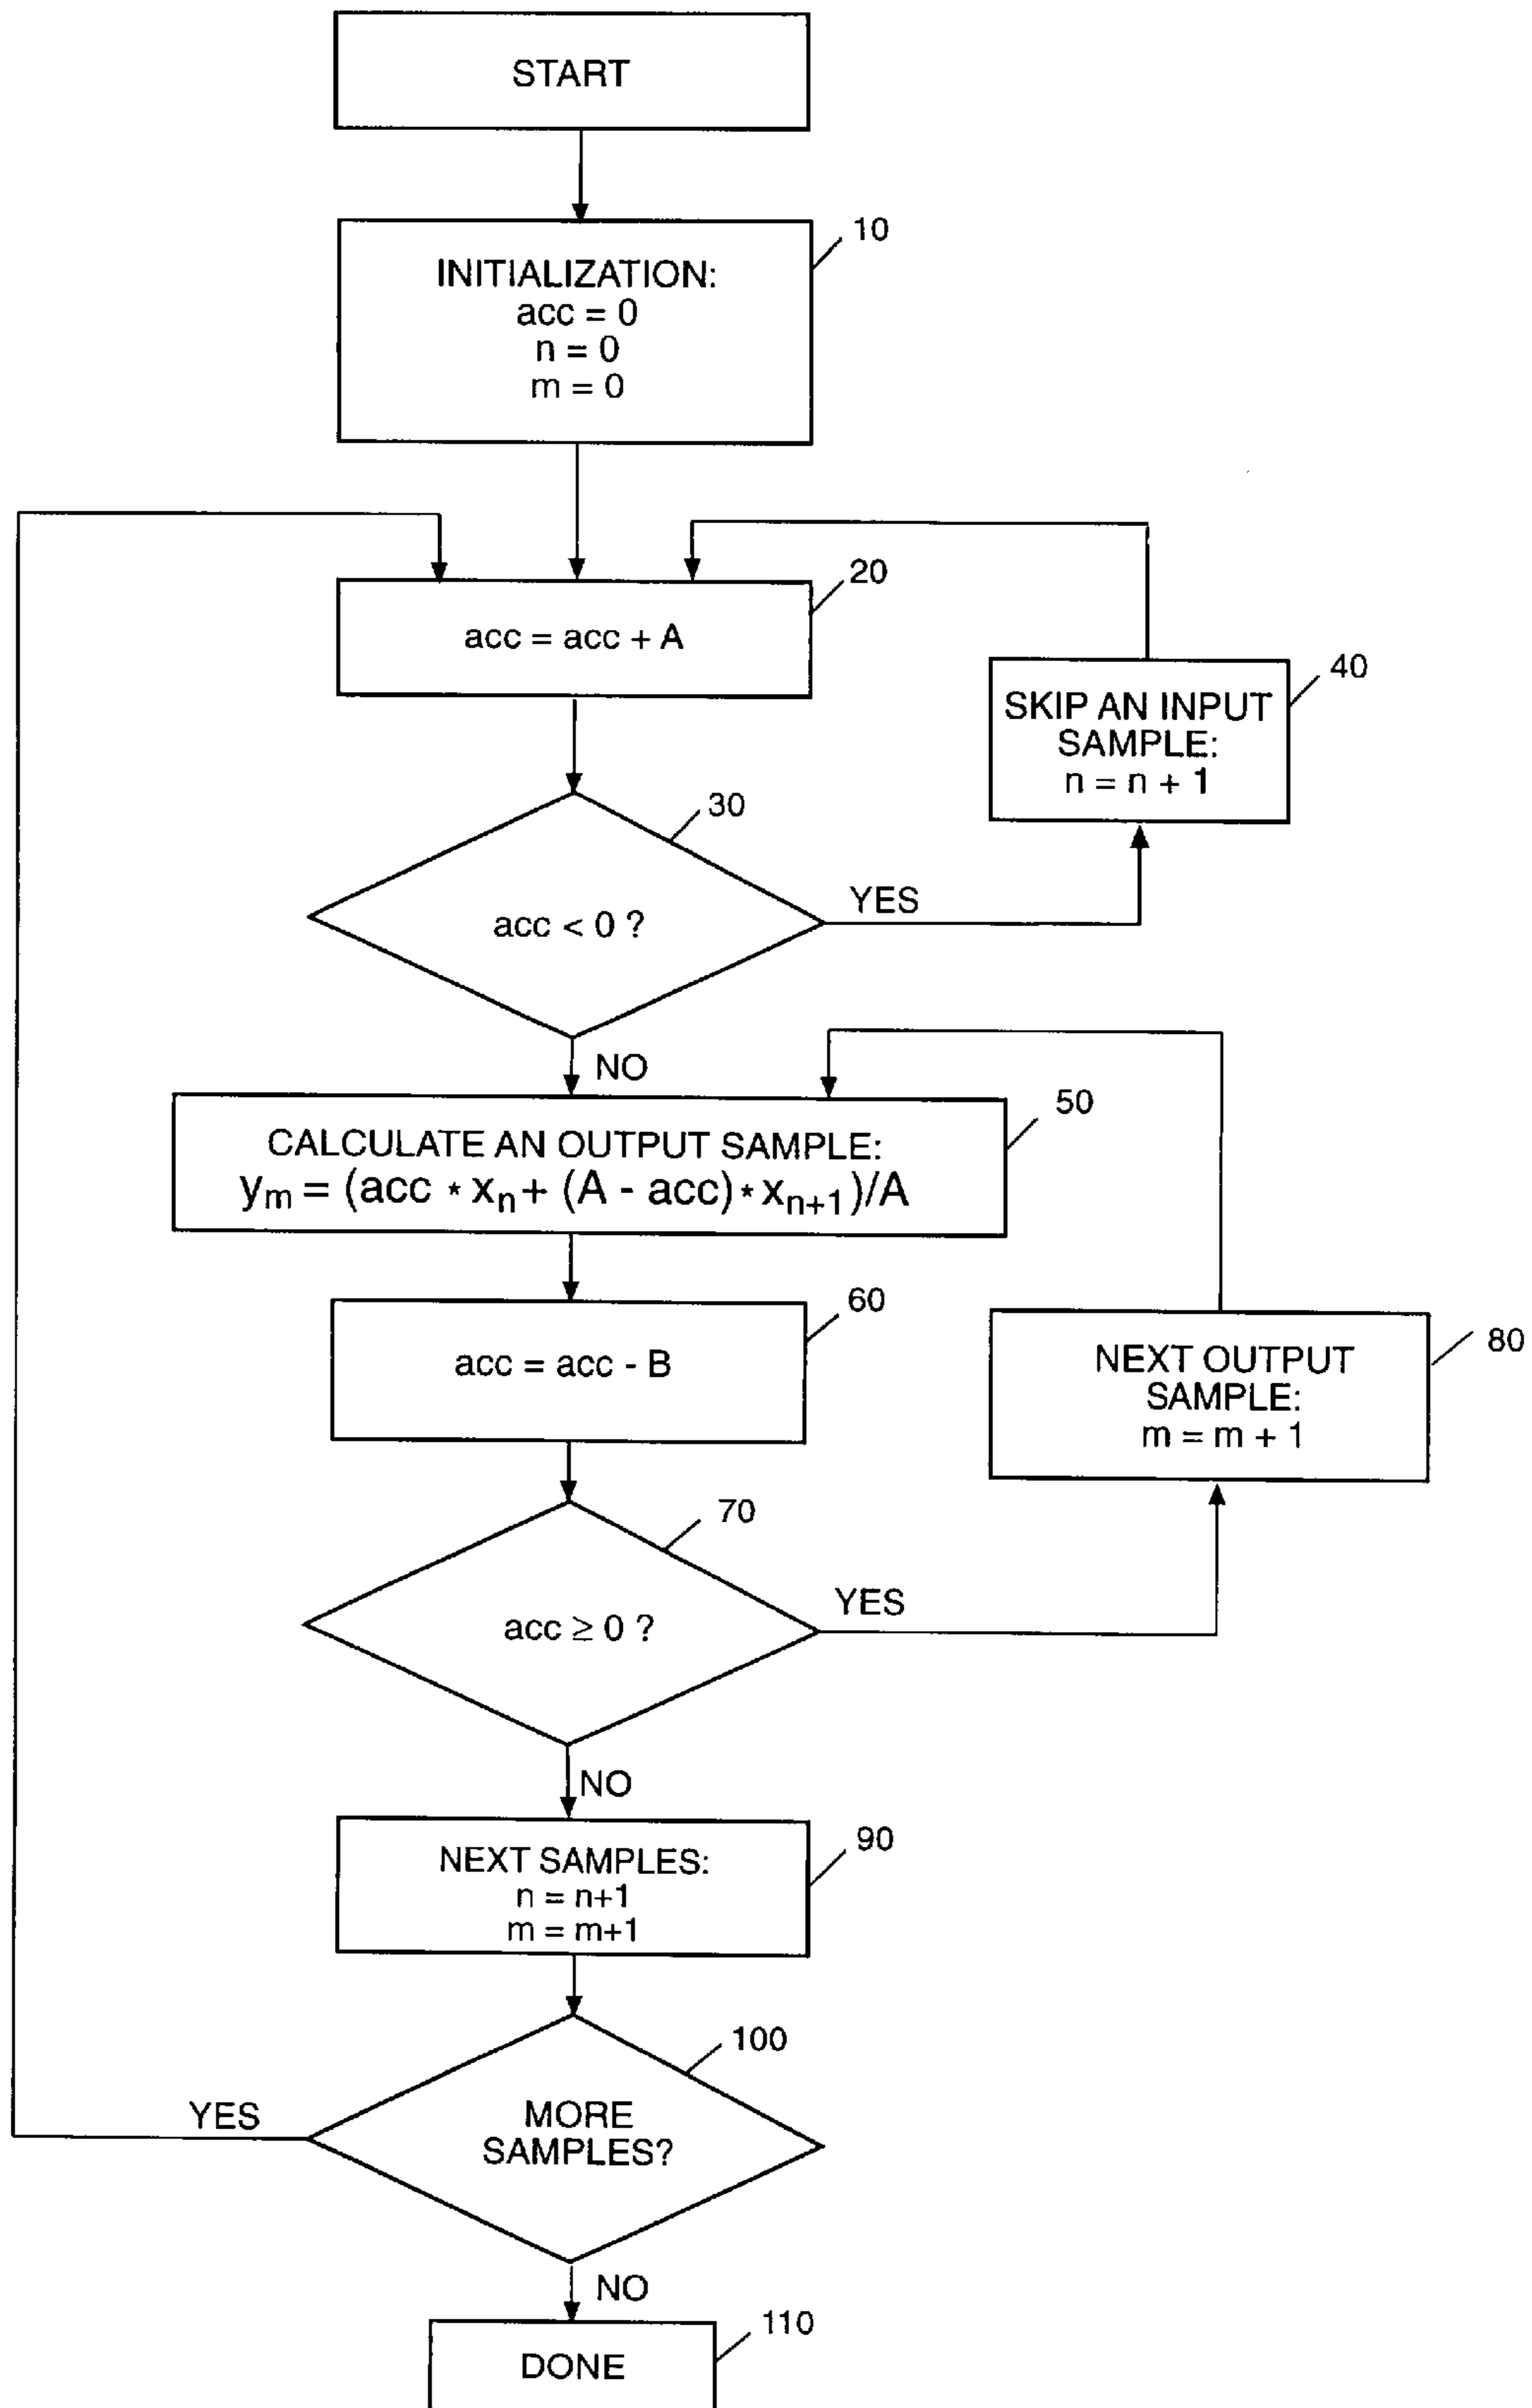 START
10
INITIALIZATION:
acc = 0
n = 0
m = 0
20
acc = acc + A
40
SKIP AN INPUT
SAMPLE:
n = n + 1
30
acc < 0 ?
YES
NO
50
CALCULATE AN OUTPUT SAMPLE:
yₘ = (acc * xₙ + (A - acc) * xₙ₊₁)/A
60
acc = acc - B
80
NEXT OUTPUT
SAMPLE:
m = m + 1
70
acc ≥ 0 ?
YES
NO
90
NEXT SAMPLES:
n = n+1
m = m+1
100
MORE
SAMPLES?
YES
NO
110
DONE